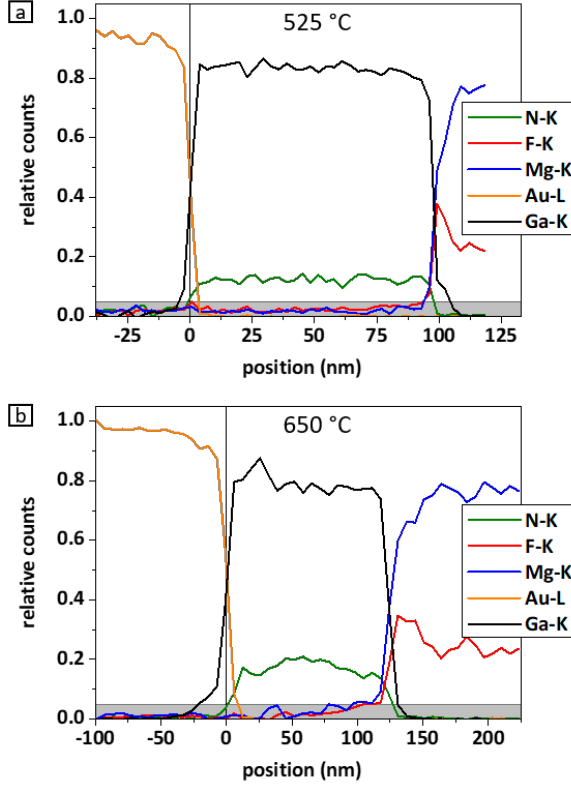 a
525 °C
1.0
0.8
0.6
0.4
0.2
0.0
relative counts
N-K
F-K
Mg-K
Au-L
Ga-K
-25 0 25 50 75 100 125
position (nm)
b
650 °C
1.0
0.8
0.6
0.4
0.2
0.0
relative counts
N-K
F-K
Mg-K
Au-L
Ga-K
-100 -50 0 50 100 150 200
position (nm)